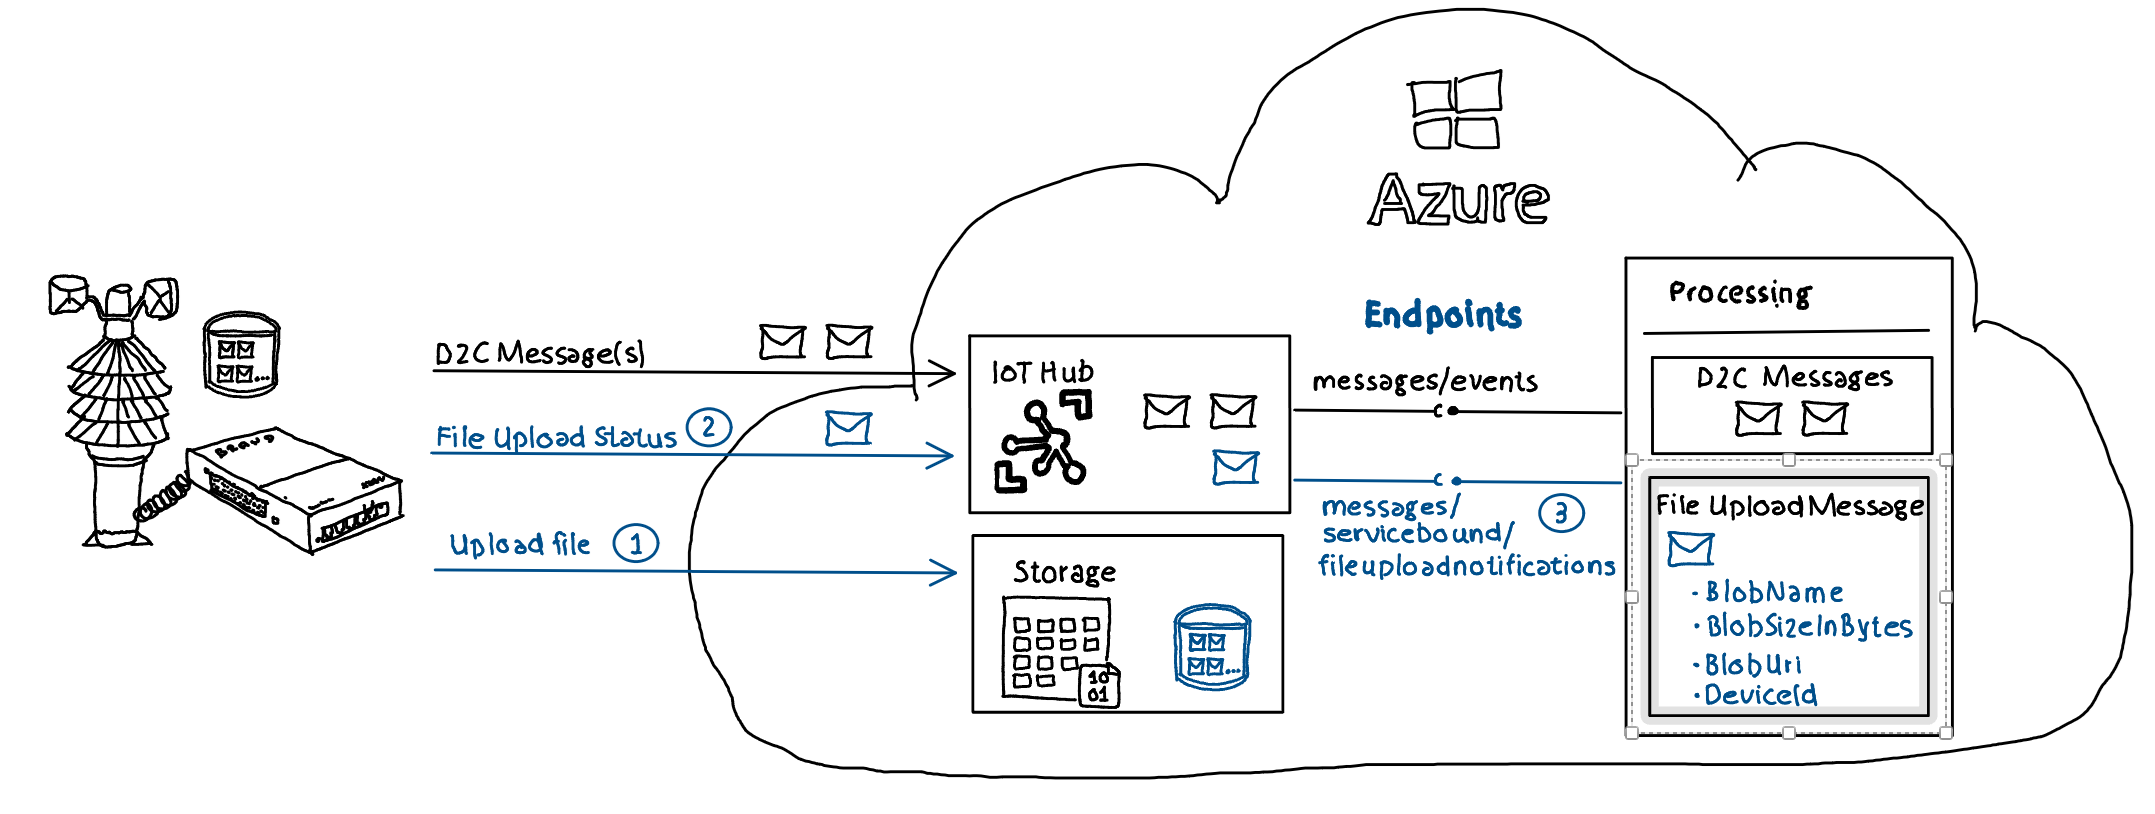 Azure
Processing
Endpoints
D2C Message(s)
IoT Hub
messages/events
D2C Messages
File Upload Status 2
messages/
servicebound/
fileuploadnotifications
3
File Upload Message
Upload file 1
Storage
10
01
• BlobName
• BlobSizeInBytes
• BlobUri
• DeviceId